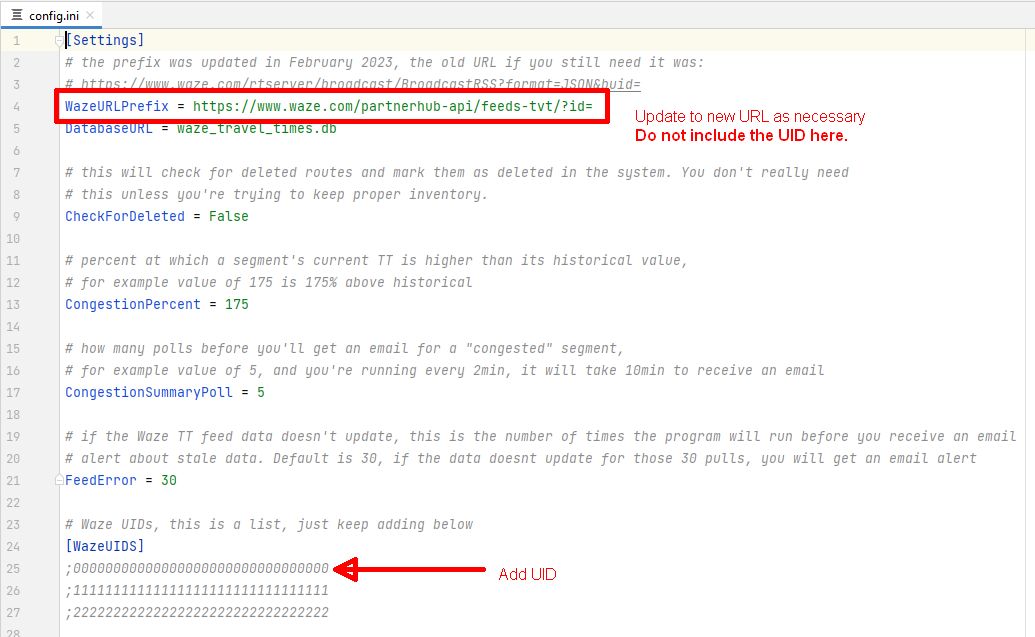 config.ini
1 [Settings]
2 # the prefix was updated in February 2023, the old URL if you still need it was:
3 # https://www.waze.com/rtserver/broadcast/BroadcastRSS?format=JSON&buid=
4 WazeURLPrefix = https://www.waze.com/partnerhub-api/feeds-tvt/?id=
Update to new URL as necessary
5 DatabaseURL = waze_travel_times.db
Do not include the UID here.
6
7 # this will check for deleted routes and mark them as deleted in the system. You don't really need
8 # this unless you're trying to keep proper inventory.
9 CheckForDeleted = False
10
11 # percent at which a segment's current TT is higher than its historical value,
12 # for example value of 175 is 175% above historical
13 CongestionPercent = 175
14
15 # how many polls before you'll get an email for a "congested" segment,
16 # for example value of 5, and you're running every 2min, it will take 10min to receive an email
17 CongestionSummaryPoll = 5
18
19 # if the Waze TT feed data doesn't update, this is the number of times the program will run before you receive an email
20 # alert about stale data. Default is 30, if the data doesnt update for those 30 pulls, you will get an email alert
21 FeedError = 30
22
23 # Waze UIDs, this is a list, just keep adding below
24 [WazeUIDS]
25 ;00000000000000000000000000000000
Add UID
26 ;11111111111111111111111111111111
27 ;22222222222222222222222222222222
28